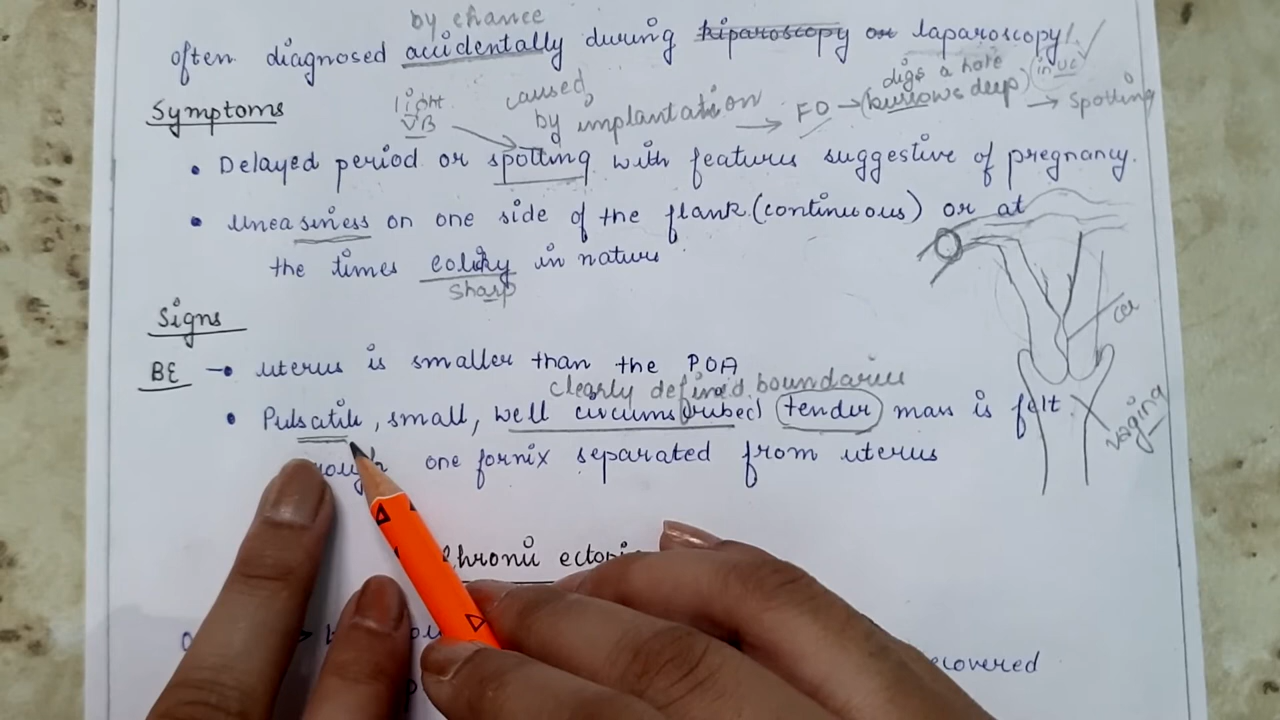 by chance
often diagnosed accidentally during hiparoscopy or laparoscopy!
digs a hole
light VB
caused by implantation → FO → (burrows deep) in UC → Spotting
Symptoms
• Delayed period or spotting with features suggestive of pregnancy.
• Uneasiness on one side of the flank (continuous) or at
the times colicky in nature
sharp
Signs
BE → uterus is smaller than the POA
clearly defined boundaries
• Pulsatile, small, well circumscribed tender mass is felt
one fornix separated from uterus
cer
vagina
chronic
recovered